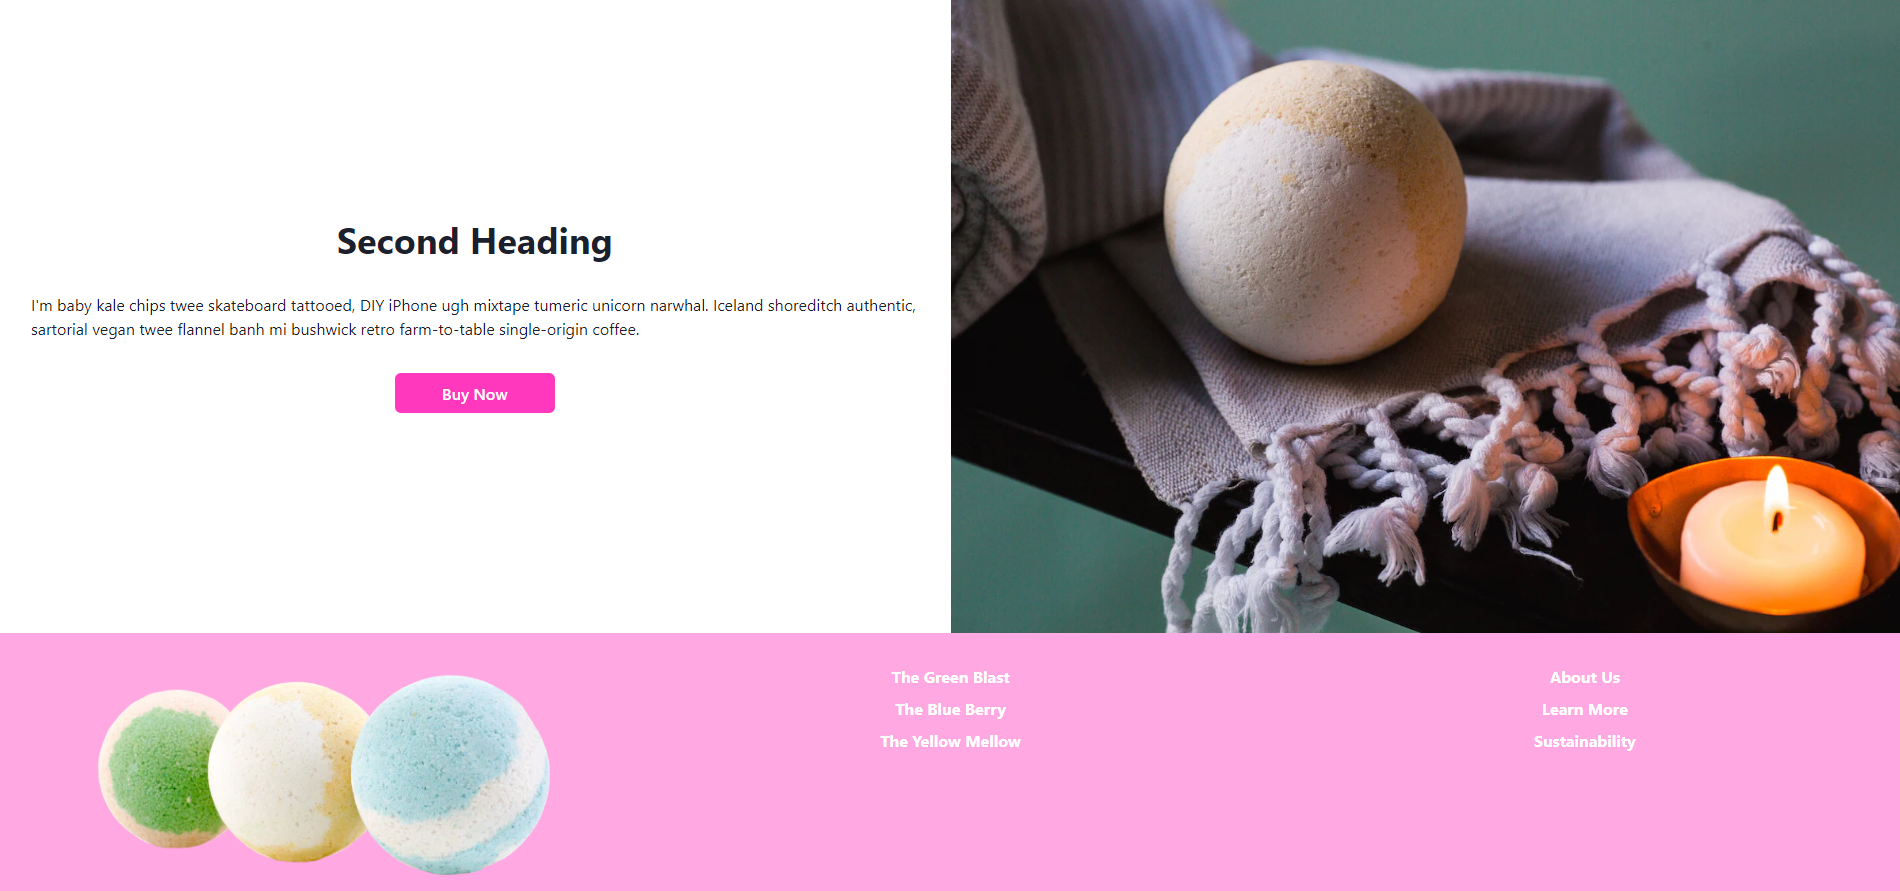 Second Heading
I'm baby kale chips twee skateboard tattooed, DIY iPhone ugh mixtape tumeric unicorn narwhal. Iceland shoreditch authentic,
sartorial vegan twee flannel banh mi bushwick retro farm-to-table single-origin coffee.
Buy Now
The Green Blast
The Blue Berry
The Yellow Mellow
About Us
Learn More
Sustainability